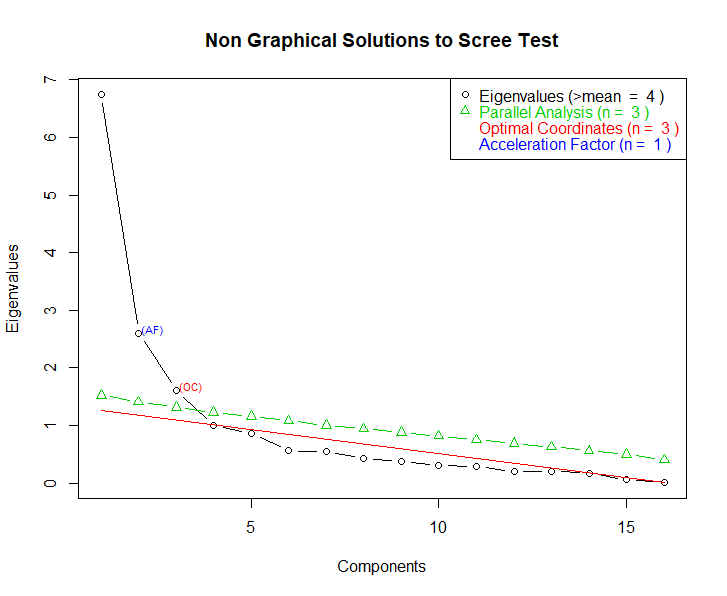 Non Graphical Solutions to Scree Test
Eigenvalues (>mean = 4 )
Parallel Analysis (n = 3 )
Optimal Coordinates (n = 3 )
Acceleration Factor (n = 1 )
7
6
5
4
3
2
1
0
Eigenvalues
(AF)
(OC)
5 10 15
Components